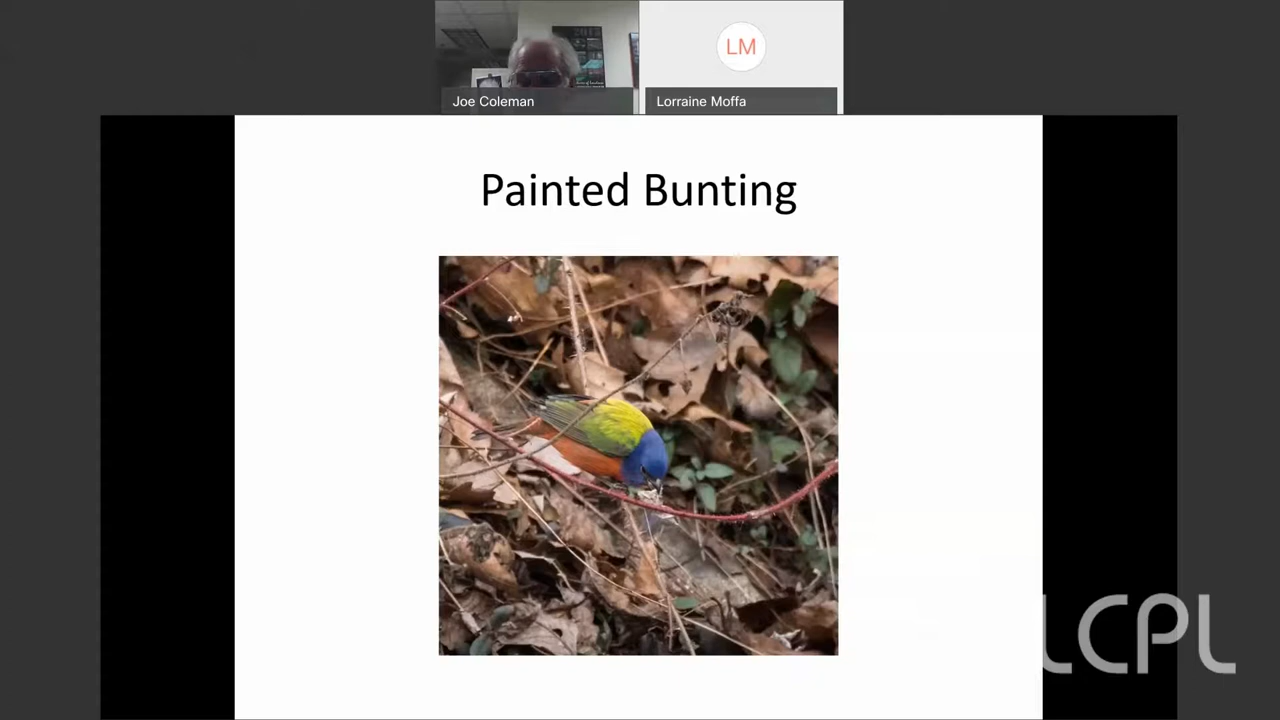 LM
Joe Coleman
Lorraine Moffa
Painted Bunting
LCPL